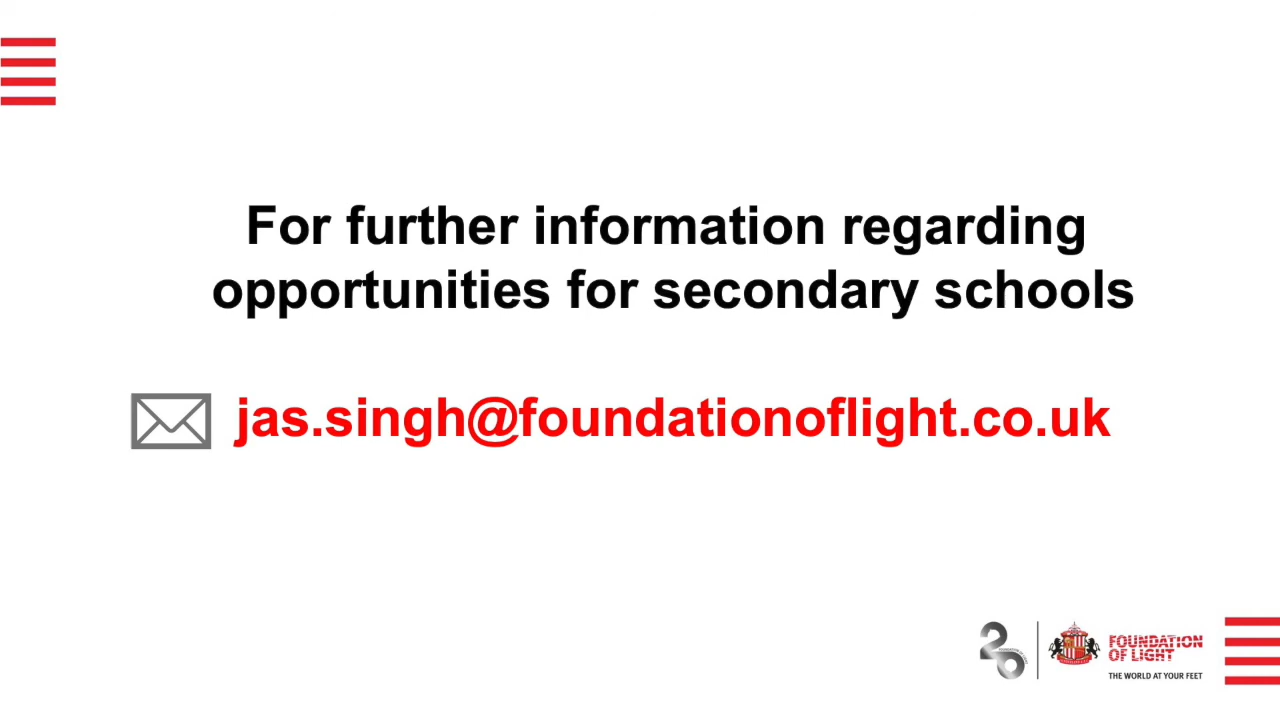 For further information regarding
opportunities for secondary schools
jas.singh@foundationoflight.co.uk
20
FOUNDATION
OF LIGHT
THE WORLD AT YOUR FEET